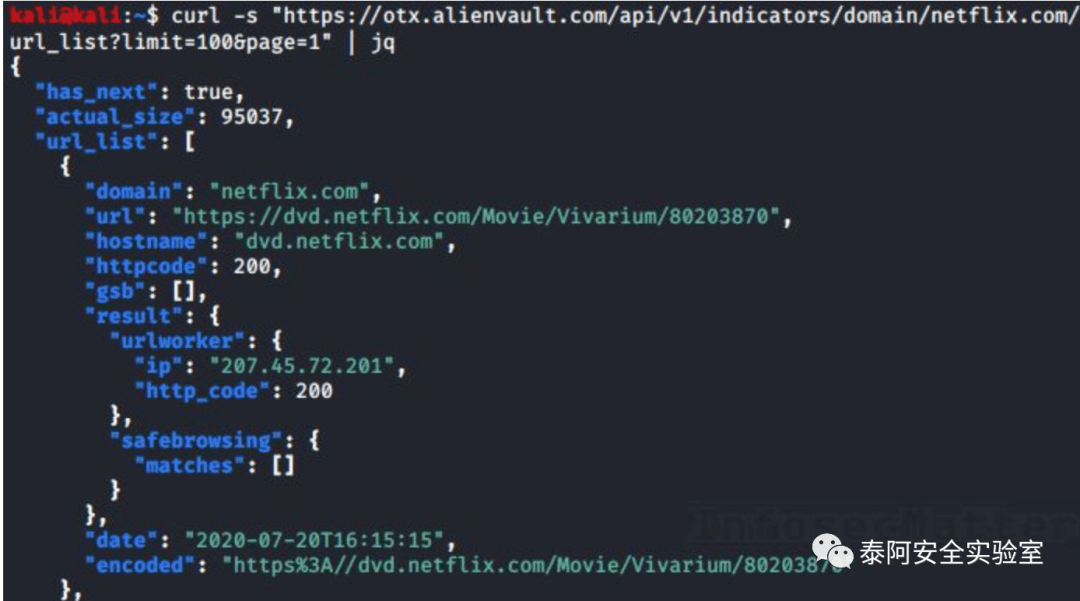 kali@kali:~$ curl -s "https://otx.alienvault.com/api/v1/indicators/domain/netflix.com/
url_list?limit=100&page=1" | jq
{
"has_next": true,
"actual_size": 95037,
"url_list": [
{
"domain": "netflix.com",
"url": "https://dvd.netflix.com/Movie/Vivarium/80203870",
"hostname": "dvd.netflix.com",
"httpcode": 200,
"gsb": [],
"result": {
"urlworker": {
"ip": "207.45.72.201",
"http_code": 200
},
"safebrowsing": {
"matches": []
}
},
"date": "2020-07-20T16:15:15",
"encoded": "https%3A//dvd.netflix.com/Movie/Vivarium/80203870
},
InfosecMatter
泰阿安全实验室